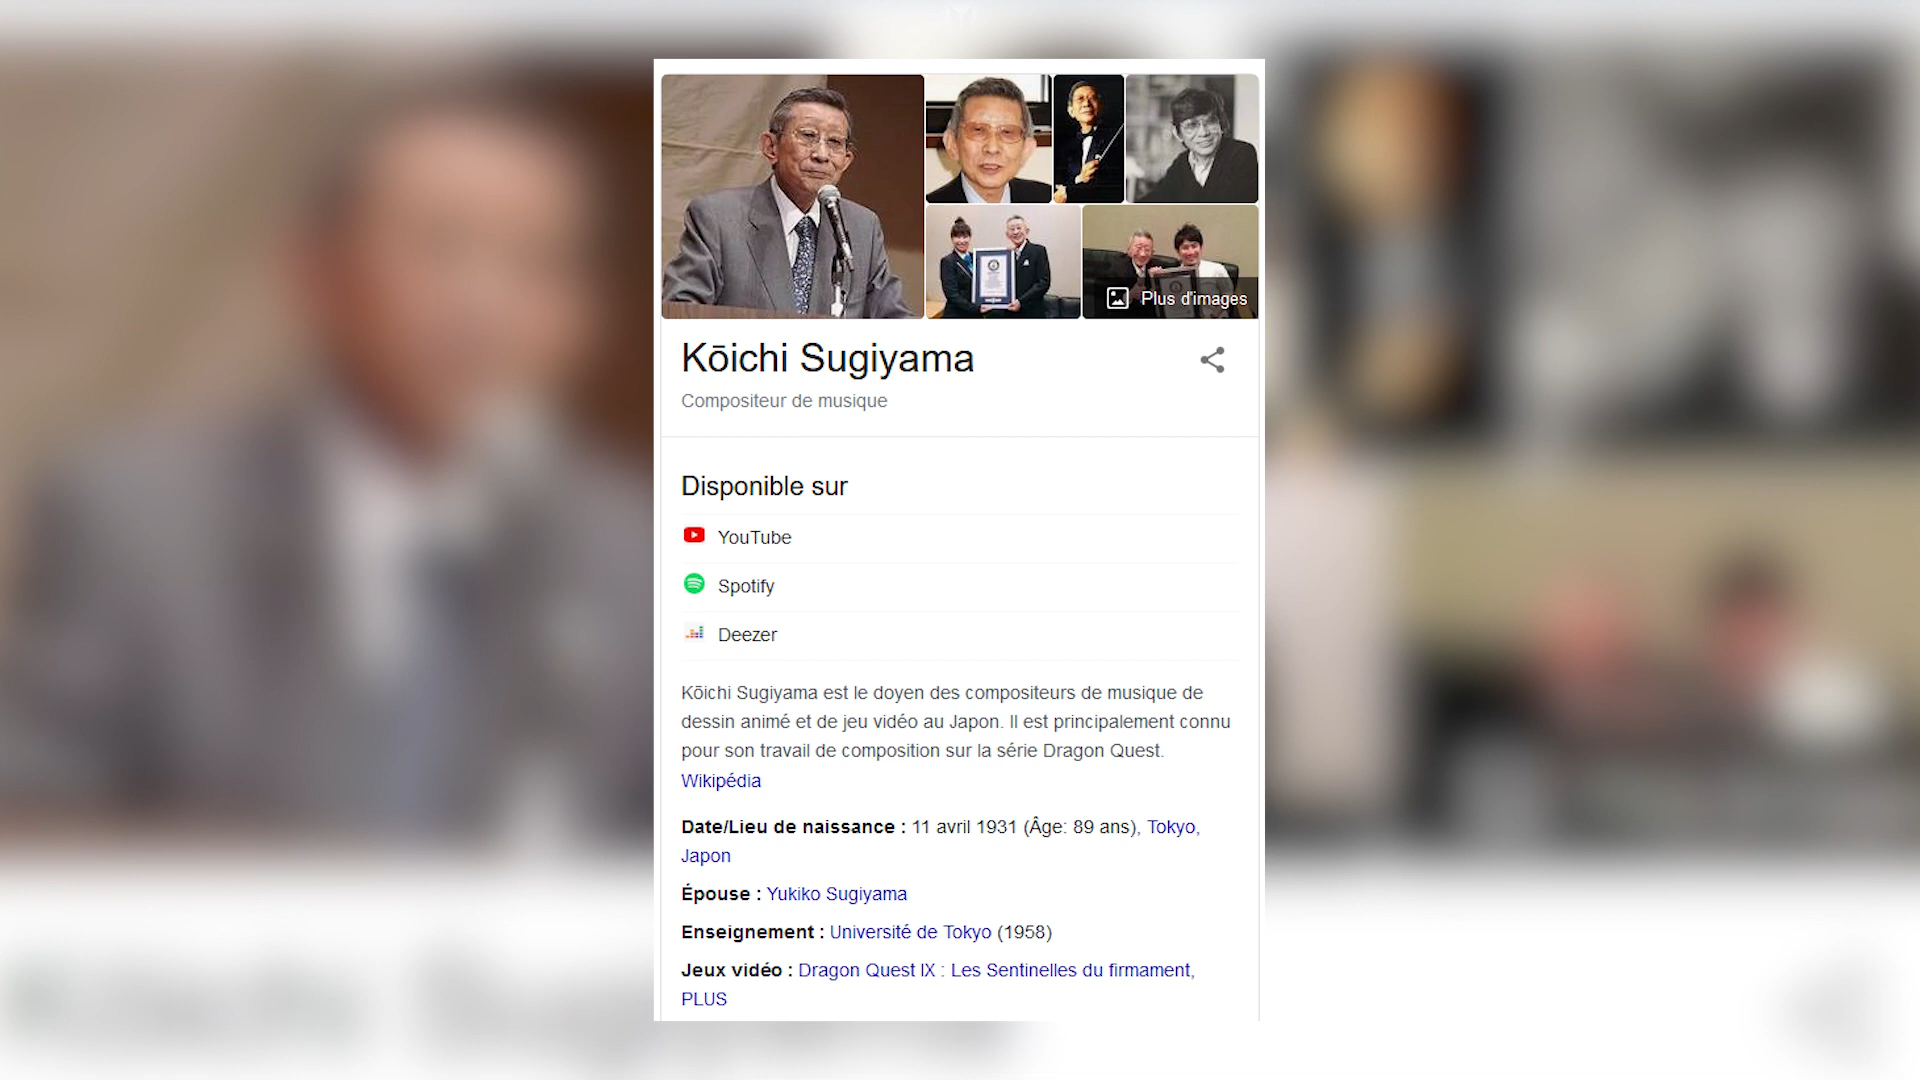 Plus d'images
Kōichi Sugiyama
Compositeur de musique
Disponible sur
YouTube
Spotify
Deezer
Kōichi Sugiyama est le doyen des compositeurs de musique de
dessin animé et de jeu vidéo au Japon. Il est principalement connu
pour son travail de composition sur la série Dragon Quest.
Wikipédia
Date/Lieu de naissance : 11 avril 1931 (Âge: 89 ans), Tokyo,
Japon
Épouse : Yukiko Sugiyama
Enseignement : Université de Tokyo (1958)
Jeux vidéo : Dragon Quest IX : Les Sentinelles du firmament,
PLUS